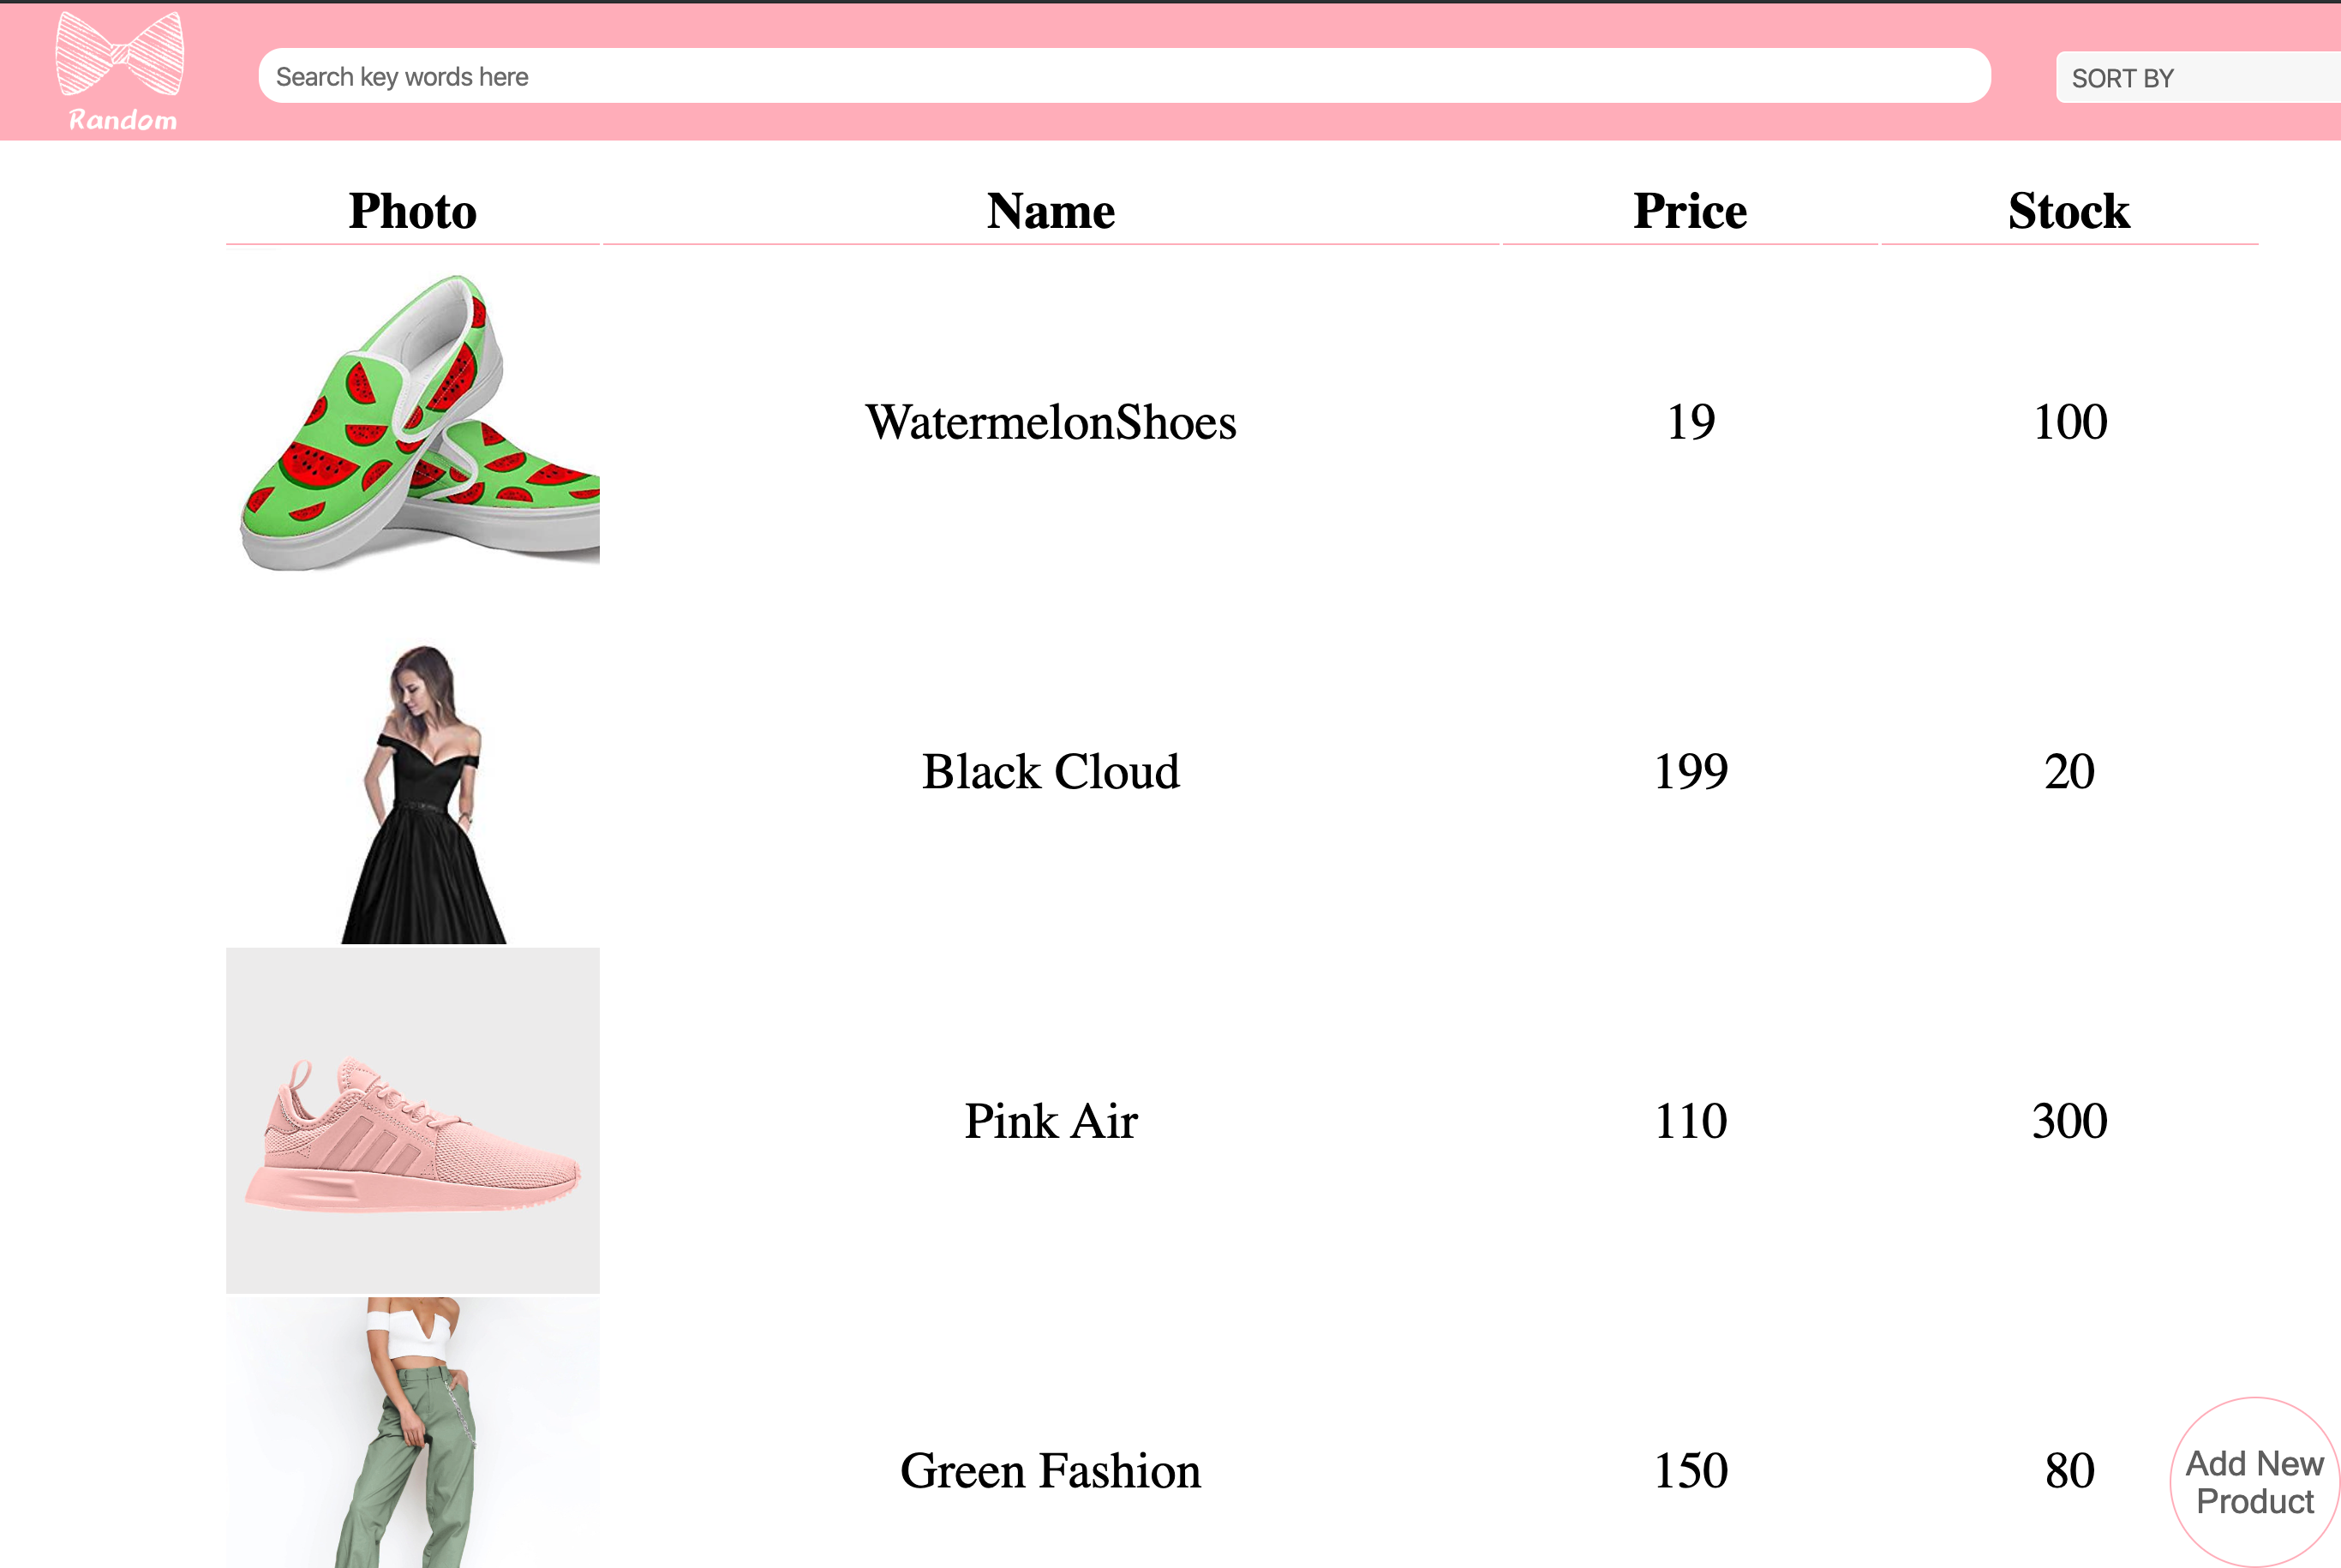 Random
Search key words here
SORT BY
Photo Name Price Stock
WatermelonShoes 19 100
Black Cloud 199 20
Pink Air 110 300
Green Fashion 150 80
Add New
Product